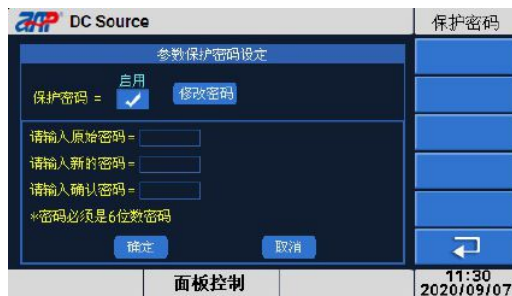 ZAP DC Source
保护密码
参数保护密码设定
启用
保护密码 =
修改密码
请输入原始密码=
请输入新的密码=
请输入确认密码=
*密码必须是6位数密码
确定 取消
面板控制
11:30
2020/09/07